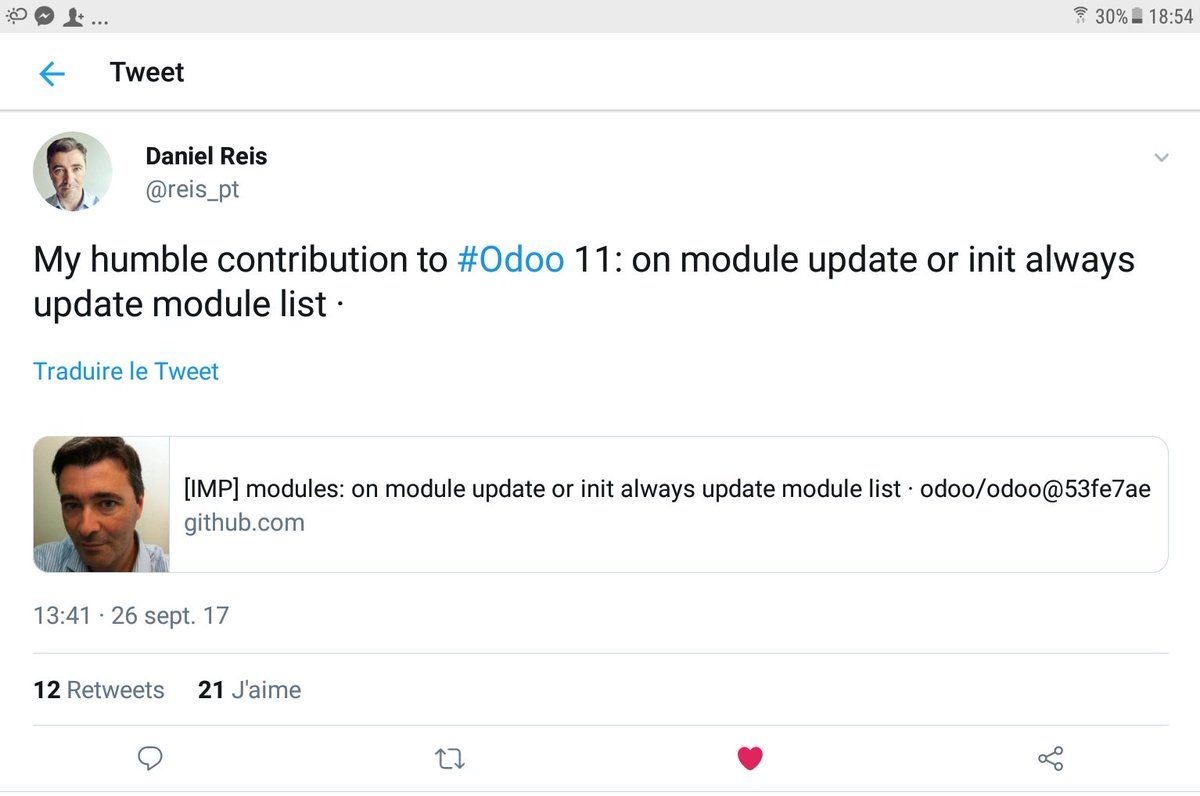 ... 30% 18:54
Tweet
Daniel Reis
@reis_pt
My humble contribution to #Odoo 11: on module update or init always
update module list ·
Traduire le Tweet
[IMP] modules: on module update or init always update module list · odoo/odoo@53fe7ae
github.com
13:41 · 26 sept. 17
12 Retweets 21 J'aime